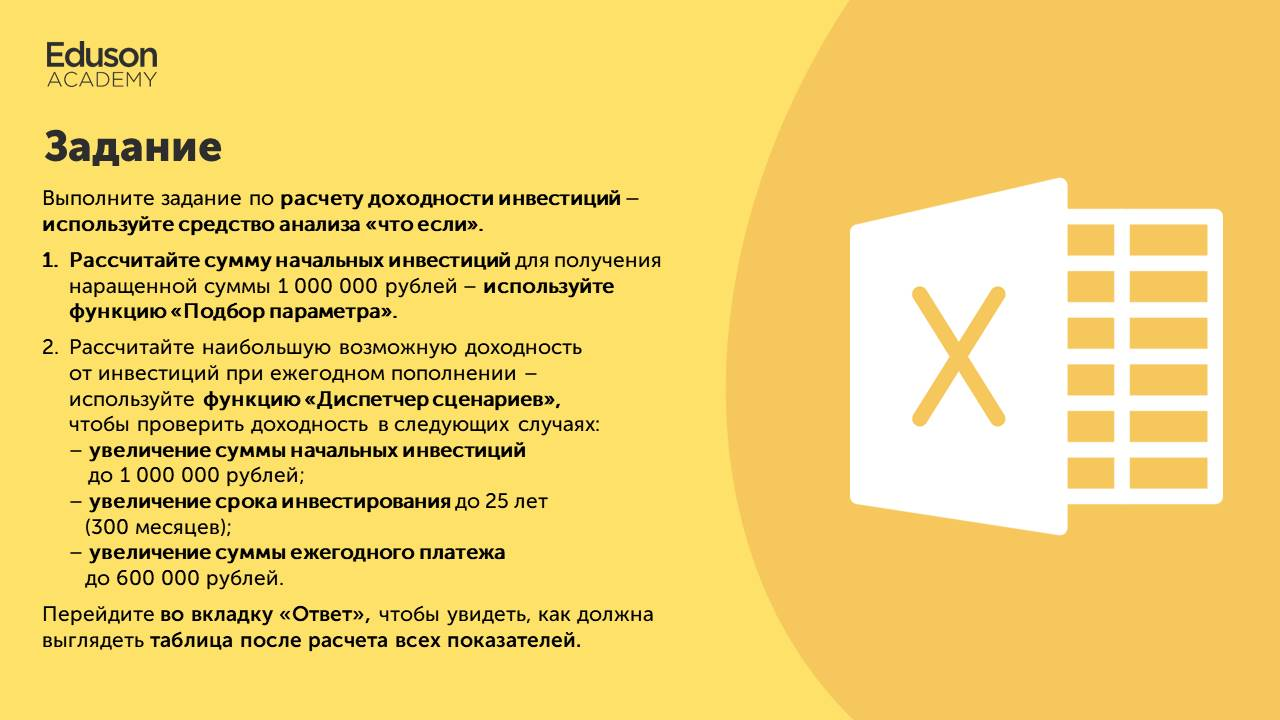 Eduson
ACADEMY
Задание
Выполните задание по расчету доходности инвестиций –
используйте средство анализа «что если».
1. Рассчитайте сумму начальных инвестиций для получения
наращенной суммы 1 000 000 рублей – используйте
функцию «Подбор параметра».
2. Рассчитайте наибольшую возможную доходность
от инвестиций при ежегодном пополнении –
используйте функцию «Диспетчер сценариев»,
чтобы проверить доходность в следующих случаях:
– увеличение суммы начальных инвестиций
до 1 000 000 рублей;
– увеличение срока инвестирования до 25 лет
(300 месяцев);
– увеличение суммы ежегодного платежа
до 600 000 рублей.
Перейдите во вкладку «Ответ», чтобы увидеть, как должна
выглядеть таблица после расчета всех показателей.
X